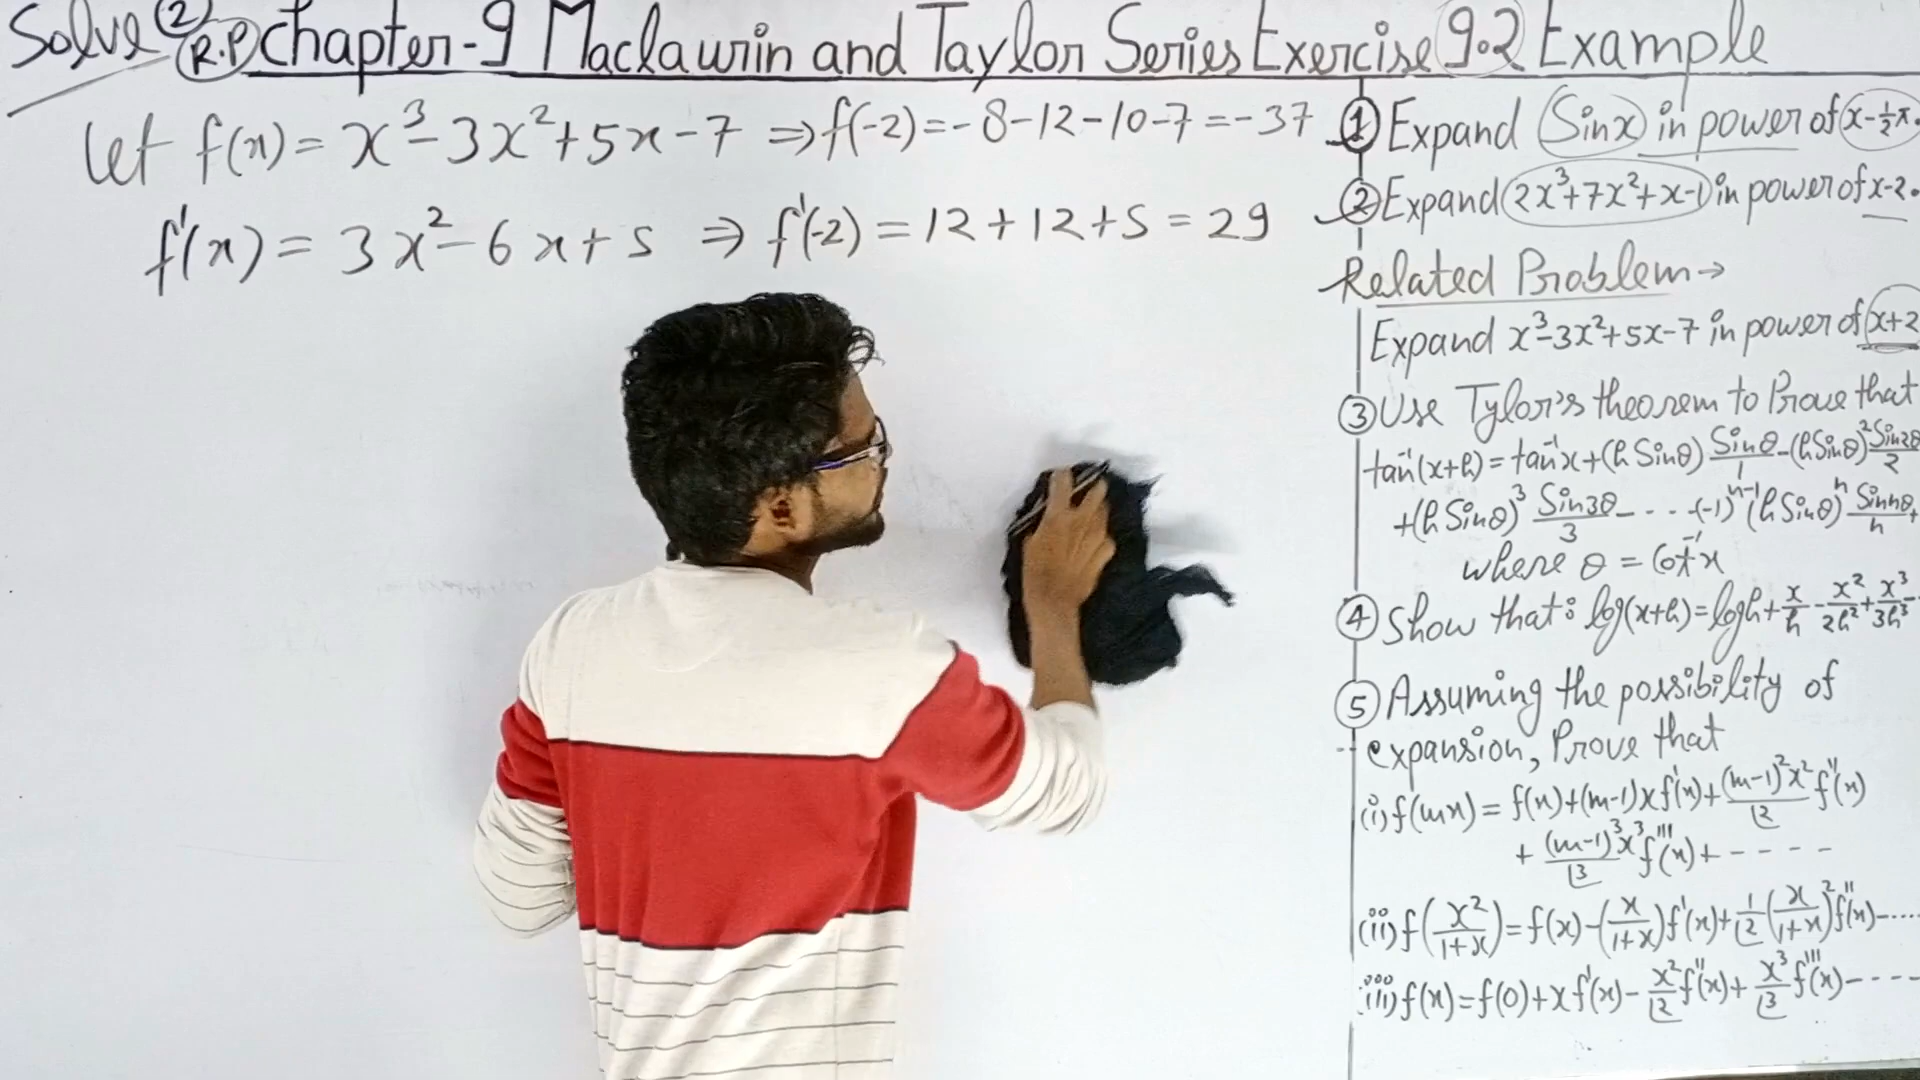 Solve ② R.P Chapter-9 Maclaurin and Taylor Series Exercise 9.2 Example
Let f(x) = x³-3x²+5x-7 ⇒ f(-2) = -8-12-10-7 = -37
f'(x) = 3x²-6x+5 ⇒ f'(-2) = 12+12+5 = 29
① Expand Sinx in power of x-½π.
② Expand 2x³+7x²+x-1 in power of x-2.
Related Problem→
Expand x³-3x²+5x-7 in power of x+2
③ Use Tylor's theorem to Prove that
tan⁻¹(x+h) = tan⁻¹x+(h Sinθ) Sinθ/1 -(hSinθ)² Sin2θ/2
+(h Sinθ)³ Sin3θ/3 - - - - (-1)ⁿ⁻¹(h Sinθ)ⁿ Sinnθ/n +
where θ = Cot⁻¹x
④ Show that: log(x+h) = logh + x/h - x²/2h² + x³/3h³ -
⑤ Assuming the possibility of
expansion, Prove that
(i) f(mx) = f(x)+(m-1)xf'(x)+ (m-1)²x²/⌊2 f''(x)
+ (m-1)³x³/⌊3 f'''(x)+ - - - -
(ii) f(x²/1+x) = f(x)-(x/1+x)f'(x)+ 1/⌊2 (x/1+x)² f''(x)-....
(iii) f(x) = f(0)+xf'(x)- x²/⌊2 f''(x)+ x³/⌊3 f'''(x)- - - -